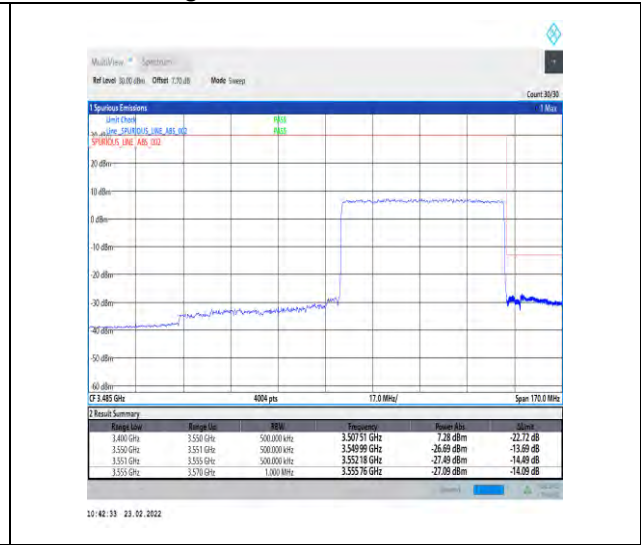 MultiView Spectrum
Ref Level 30.00 dBm Offset 7.70 dB Mode Sweep
Count 30/30
1 Spurious Emissions 1 Max
Limit Check PASS
Line _SPURIOUS_LINE_ABS_002 PASS
SPURIOUS_LINE_ABS_002
20 dBm
10 dBm
0 dBm
-10 dBm
-20 dBm
-30 dBm
-40 dBm
-50 dBm
-60 dBm
CF 3.485 GHz 4004 pts 17.0 MHz/ Span 170.0 MHz
2 Result Summary
Range Low Range Up RBW Frequency Power Abs ΔLimit
3.400 GHz 3.550 GHz 500.000 kHz 3.50751 GHz 7.28 dBm -22.72 dB
3.550 GHz 3.551 GHz 500.000 kHz 3.54999 GHz -26.69 dBm -13.69 dB
3.551 GHz 3.555 GHz 500.000 kHz 3.55218 GHz -27.49 dBm -14.49 dB
3.555 GHz 3.570 GHz 1.000 MHz 3.55576 GHz -27.09 dBm -14.09 dB
10:42:33 23.02.2022